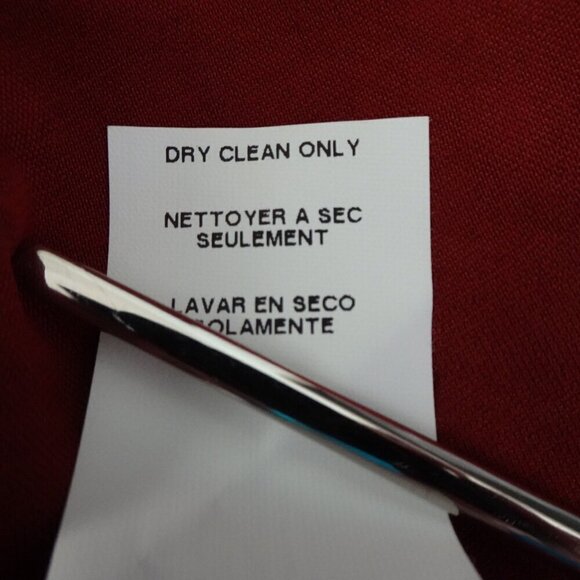 DRY CLEAN ONLY
NETTOYER A SEC
SEULEMENT
LAVAR EN SECO
SOLAMENTE